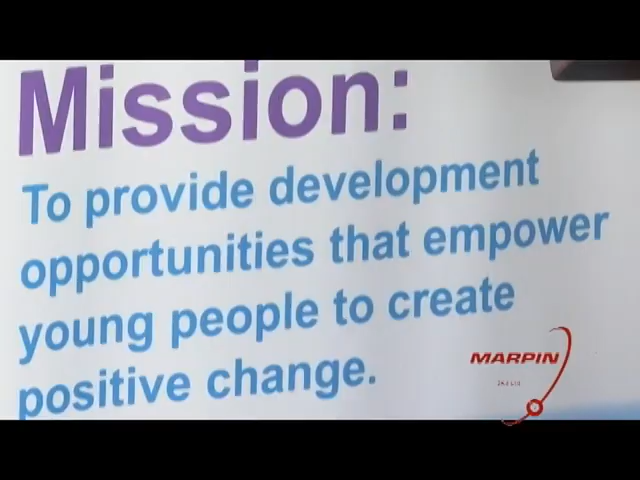 Mission:
To provide development
opportunities that empower
young people to create
positive change.
MARPIN